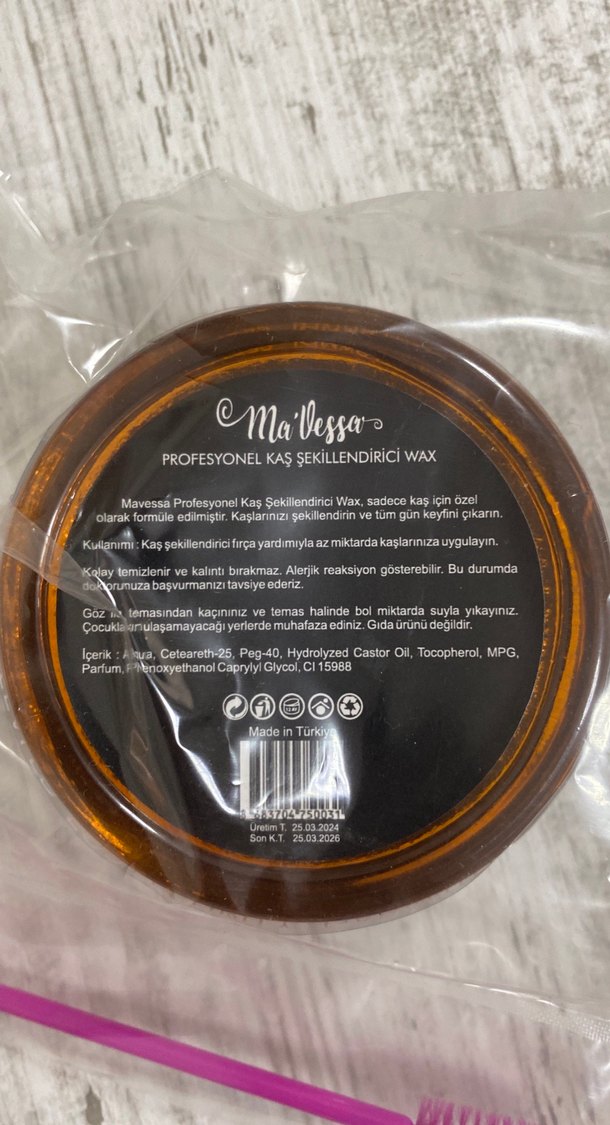 Ma'Vessa
PROFESYONEL KAŞ ŞEKİLLENDİRİCİ WAX
Mavessa Profesyonel Kaş Şekillendirici Wax, sadece kaş için özel
olarak formüle edilmiştir. Kaşlarınızı şekillendirin ve tüm gün keyfini çıkarın.
Kullanımı : Kaş şekillendirici fırça yardımıyla az miktarda kaşlarınıza uygulayın.
Kolay temizlenir ve kalıntı bırakmaz. Alerjik reaksiyon gösterebilir. Bu durumda
doktorunuza başvurmanızı tavsiye ederiz.
Göz ile temasından kaçınınız ve temas halinde bol miktarda suyla yıkayınız.
Çocukların ulaşamayacağı yerlerde muhafaza ediniz. Gıda ürünü değildir.
İçerik : Aqua, Ceteareth-25, Peg-40, Hydrolyzed Castor Oil, Tocopherol, MPG,
Parfum, Phenoxyethanol Caprylyl Glycol, CI 15988
12 AY
Made in Türkiye
8 683704 750031
Üretim T. 25.03.2024
Son K.T. 25.03.2026